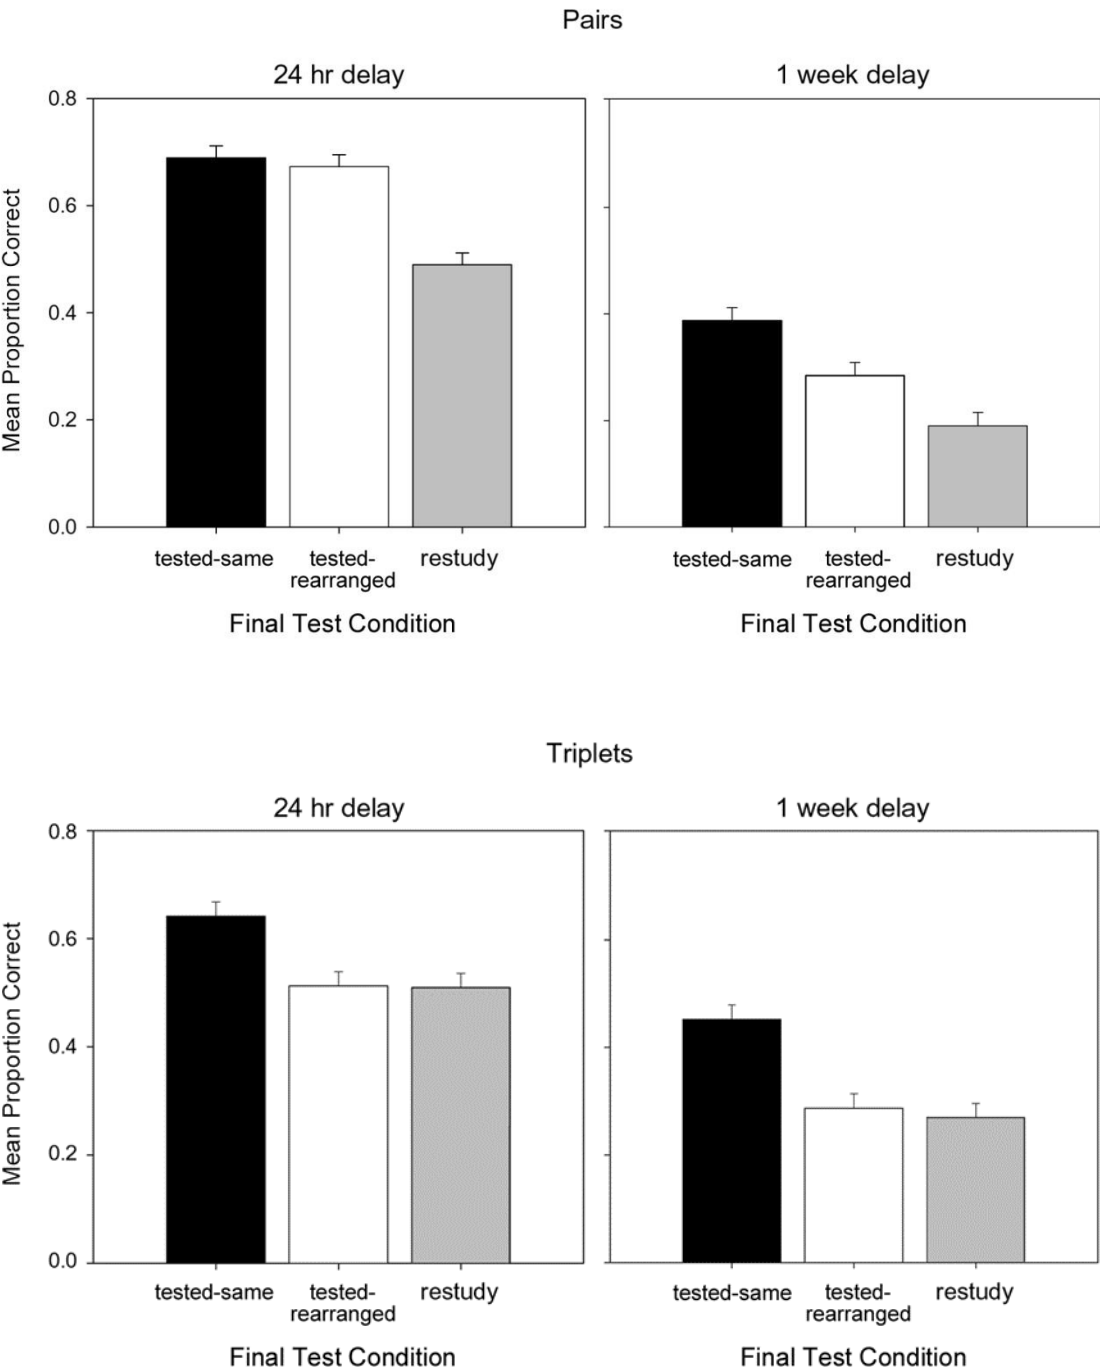 Pairs
24 hr delay
1 week delay
Mean Proportion Correct
0.8
0.6
0.4
0.2
0.0
tested-same
tested-
rearranged
restudy
tested-same
tested-
rearranged
restudy
Final Test Condition
Final Test Condition
Triplets
24 hr delay
1 week delay
Mean Proportion Correct
0.8
0.6
0.4
0.2
0.0
tested-same
tested-
rearranged
restudy
tested-same
tested-
rearranged
restudy
Final Test Condition
Final Test Condition